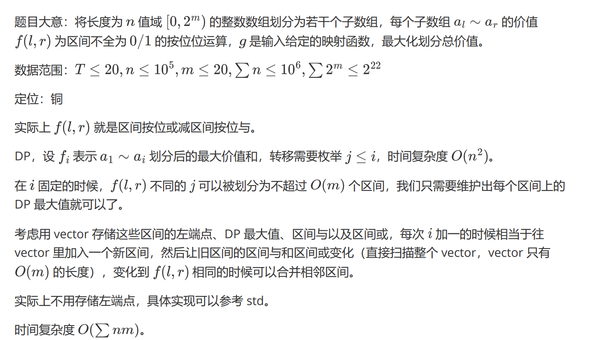 题目大意：将长度为 n 值域 [0, 2^m) 的整数数组划分为若干个子数组，每个子数组 a_l ∼ a_r 的价值
f(l, r) 为区间不全为 0/1 的按位位运算，g 是输入给定的映射函数，最大化划分总价值。
数据范围：T ≤ 20, n ≤ 10^5, m ≤ 20, ∑ n ≤ 10^6, ∑ 2^m ≤ 2^22
定位：铜
实际上 f(l, r) 就是区间按位或减区间按位与。
DP，设 f_i 表示 a_1 ∼ a_i 划分后的最大价值和，转移需要枚举 j ≤ i，时间复杂度 O(n^2)。
在 i 固定的时候，f(l, r) 不同的 j 可以被划分为不超过 O(m) 个区间，我们只需要维护出每个区间上的
DP 最大值就可以了。
考虑用 vector 存储这些区间的左端点、DP 最大值、区间与以及区间或，每次 i 加一的时候相当于往
vector 里加入一个新区间，然后让旧区间的区间与和区间或变化（直接扫描整个 vector，vector 只有
O(m) 的长度），变化到 f(l, r) 相同的时候可以合并相邻区间。
实际上不用存储左端点，具体实现可以参考 std。
时间复杂度 O(∑ nm)。